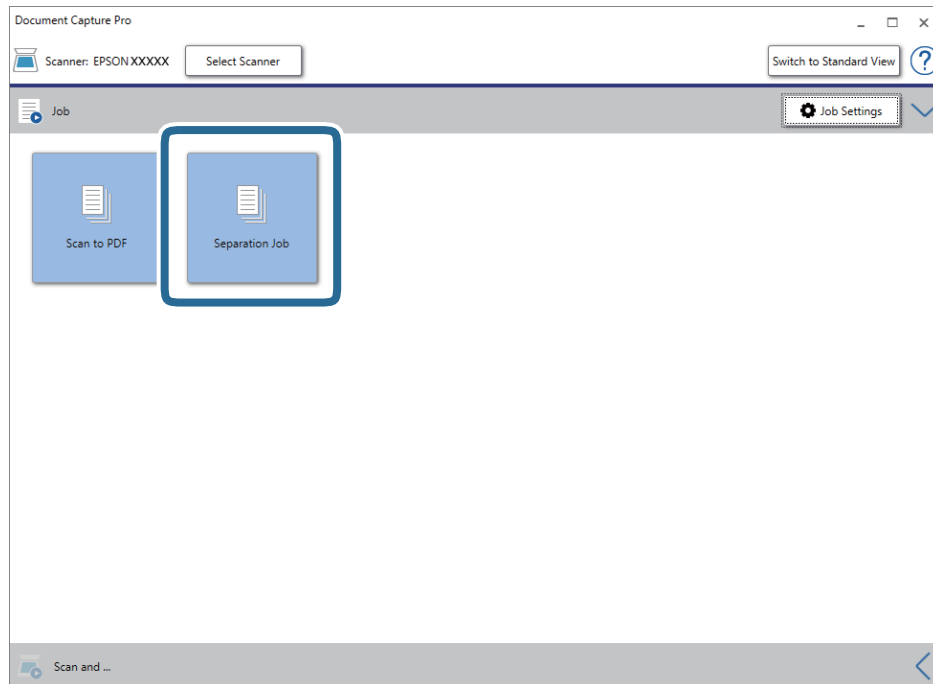 Document Capture Pro
Scanner: EPSON XXXXX Select Scanner Switch to Standard View ?
Job Job Settings
Scan to PDF Separation Job
Scan and ...